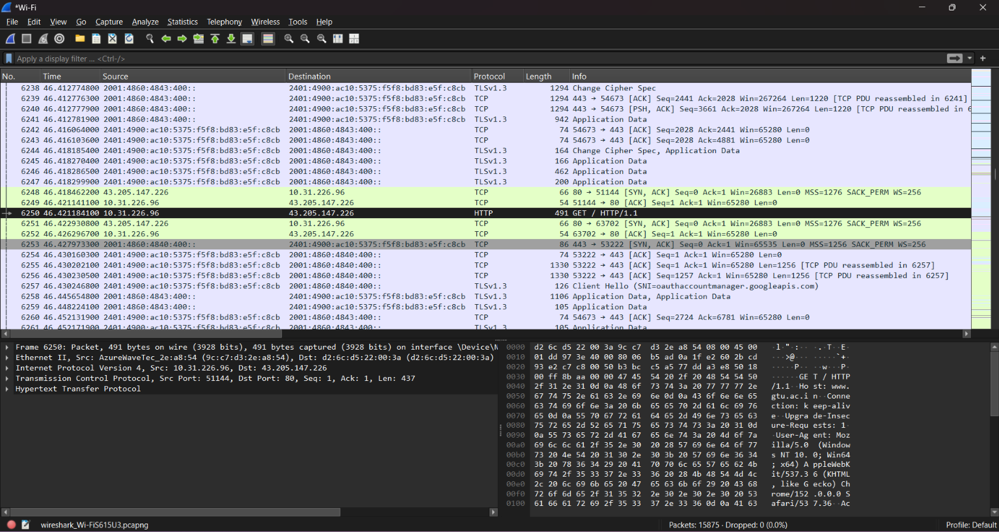 *Wi-Fi
File Edit View Go Capture Analyze Statistics Telephony Wireless Tools Help
Apply a display filter ... <Ctrl-/>
No. Time Source Destination Protocol Length Info
6238 46.412774800 2001:4860:4843:400:: 2401:4900:ac10:5375:f5f8:bd83:e5f:c8cb TLSv1.3 1294 Change Cipher Spec
6239 46.412776300 2001:4860:4843:400:: 2401:4900:ac10:5375:f5f8:bd83:e5f:c8cb TCP 1294 443 → 54673 [ACK] Seq=2441 Ack=2028 Win=267264 Len=1220 [TCP PDU reassembled in 6241]
6240 46.412777900 2001:4860:4843:400:: 2401:4900:ac10:5375:f5f8:bd83:e5f:c8cb TCP 1294 443 → 54673 [PSH, ACK] Seq=3661 Ack=2028 Win=267264 Len=1220 [TCP PDU reassembled in 6
6241 46.412781900 2001:4860:4843:400:: 2401:4900:ac10:5375:f5f8:bd83:e5f:c8cb TLSv1.3 942 Application Data
6242 46.416064000 2401:4900:ac10:5375:f5f8:bd83:e5f:c8cb 2001:4860:4843:400:: TCP 74 54673 → 443 [ACK] Seq=2028 Ack=2441 Win=65280 Len=0
6243 46.416103600 2401:4900:ac10:5375:f5f8:bd83:e5f:c8cb 2001:4860:4843:400:: TCP 74 54673 → 443 [ACK] Seq=2028 Ack=4881 Win=65280 Len=0
6244 46.418185400 2401:4900:ac10:5375:f5f8:bd83:e5f:c8cb 2001:4860:4843:400:: TLSv1.3 164 Change Cipher Spec, Application Data
6245 46.418270400 2401:4900:ac10:5375:f5f8:bd83:e5f:c8cb 2001:4860:4843:400:: TLSv1.3 166 Application Data
6246 46.418286500 2401:4900:ac10:5375:f5f8:bd83:e5f:c8cb 2001:4860:4843:400:: TLSv1.3 462 Application Data
6247 46.418299900 2401:4900:ac10:5375:f5f8:bd83:e5f:c8cb 2001:4860:4843:400:: TLSv1.3 200 Application Data
6248 46.418462200 43.205.147.226 10.31.226.96 TCP 66 80 → 51144 [SYN, ACK] Seq=0 Ack=1 Win=26883 Len=0 MSS=1276 SACK_PERM WS=256
6249 46.421141100 10.31.226.96 43.205.147.226 TCP 54 51144 → 80 [ACK] Seq=1 Ack=1 Win=65280 Len=0
6250 46.421184100 10.31.226.96 43.205.147.226 HTTP 491 GET / HTTP/1.1
6251 46.422930800 43.205.147.226 10.31.226.96 TCP 66 80 → 63702 [SYN, ACK] Seq=0 Ack=1 Win=26883 Len=0 MSS=1276 SACK_PERM WS=256
6252 46.426296700 10.31.226.96 43.205.147.226 TCP 54 63702 → 80 [ACK] Seq=1 Ack=1 Win=65280 Len=0
6253 46.427973300 2001:4860:4840:400:: 2401:4900:ac10:5375:f5f8:bd83:e5f:c8cb TCP 86 443 → 53222 [SYN, ACK] Seq=0 Ack=1 Win=65535 Len=0 MSS=1256 SACK_PERM WS=256
6254 46.430160300 2401:4900:ac10:5375:f5f8:bd83:e5f:c8cb 2001:4860:4840:400:: TCP 74 53222 → 443 [ACK] Seq=1 Ack=1 Win=65280 Len=0
6255 46.430202100 2401:4900:ac10:5375:f5f8:bd83:e5f:c8cb 2001:4860:4840:400:: TCP 1330 53222 → 443 [ACK] Seq=1 Ack=1 Win=65280 Len=1256 [TCP PDU reassembled in 6257]
6256 46.430230500 2401:4900:ac10:5375:f5f8:bd83:e5f:c8cb 2001:4860:4840:400:: TCP 1330 53222 → 443 [ACK] Seq=1257 Ack=1 Win=65280 Len=1256 [TCP PDU reassembled in 6257]
6257 46.430246800 2401:4900:ac10:5375:f5f8:bd83:e5f:c8cb 2001:4860:4840:400:: TLSv1.3 126 Client Hello (SNI=oauthaccountmanager.googleapis.com)
6258 46.445654800 2001:4860:4843:400:: 2401:4900:ac10:5375:f5f8:bd83:e5f:c8cb TLSv1.3 1106 Application Data, Application Data
6259 46.448224100 2001:4860:4843:400:: 2401:4900:ac10:5375:f5f8:bd83:e5f:c8cb TLSv1.3 105 Application Data
6260 46.452131900 2401:4900:ac10:5375:f5f8:bd83:e5f:c8cb 2001:4860:4843:400:: TCP 74 54673 → 443 [ACK] Seq=2724 Ack=6781 Win=65280 Len=0
6261 46.452171900 2401:4900:ac10:5375:f5f8:bd83:e5f:c8cb 2001:4860:4843:400:: TLSv1.3 105 Application Data
Frame 6250: Packet, 491 bytes on wire (3928 bits), 491 bytes captured (3928 bits) on interface \Device\N
Ethernet II, Src: AzureWaveTec_2e:a8:54 (9c:c7:d3:2e:a8:54), Dst: d2:6c:d5:22:00:3a (d2:6c:d5:22:00:3a)
Internet Protocol Version 4, Src: 10.31.226.96, Dst: 43.205.147.226
Transmission Control Protocol, Src Port: 51144, Dst Port: 80, Seq: 1, Ack: 1, Len: 437
Hypertext Transfer Protocol
0000 d2 6c d5 22 00 3a 9c c7 d3 2e a8 54 08 00 45 00 ·l·":··· ·.·T··E·
0010 01 dd 97 3e 40 00 80 06 b5 ad 0a 1f e2 60 2b cd ···>@··· ·····`+·
0020 93 e2 c7 c8 00 50 b3 bc c5 a5 77 dd a3 e8 50 18 ·····P·· ··w···P·
0030 00 ff 8b aa 00 00 47 45 54 20 2f 20 48 54 54 50 ······GE T / HTTP
0040 2f 31 2e 31 0d 0a 48 6f 73 74 3a 20 77 77 77 2e /1.1··Ho st: www.
0050 67 74 75 2e 61 63 2e 69 6e 0d 0a 43 6f 6e 6e 65 gtu.ac.i n··Conne
0060 63 74 69 6f 6e 3a 20 6b 65 65 70 2d 61 6c 69 76 ction: k eep-aliv
0070 65 0d 0a 55 70 67 72 61 64 65 2d 49 6e 73 65 63 e··Upgra de-Insec
0080 75 72 65 2d 52 65 71 75 65 73 74 73 3a 20 31 0d ure-Requ ests: 1·
0090 0a 55 73 65 72 2d 41 67 65 6e 74 3a 20 4d 6f 7a ·User-Ag ent: Moz
00a0 69 6c 6c 61 2f 35 2e 30 20 28 57 69 6e 64 6f 77 illa/5.0 (Window
00b0 73 20 4e 54 20 31 30 2e 30 3b 20 57 69 6e 36 34 s NT 10. 0; Win64
00c0 3b 20 78 36 34 29 20 41 70 70 6c 65 57 65 62 4b ; x64) A ppleWebK
00d0 69 74 2f 35 33 37 2e 33 36 20 28 4b 48 54 4d 4c it/537.3 6 (KHTML
00e0 2c 20 6c 69 6b 65 20 47 65 63 6b 6f 29 20 43 68 , like G ecko) Ch
00f0 72 6f 6d 65 2f 31 35 32 2e 30 2e 30 2e 30 20 53 rome/152 .0.0.0 S
0100 61 66 61 72 69 2f 35 33 37 2e 33 36 0d 0a 41 63 afari/53 7.36··Ac
wireshark_Wi-FiS615U3.pcapng Packets: 15875 · Dropped: 0 (0.0%) Profile: Default